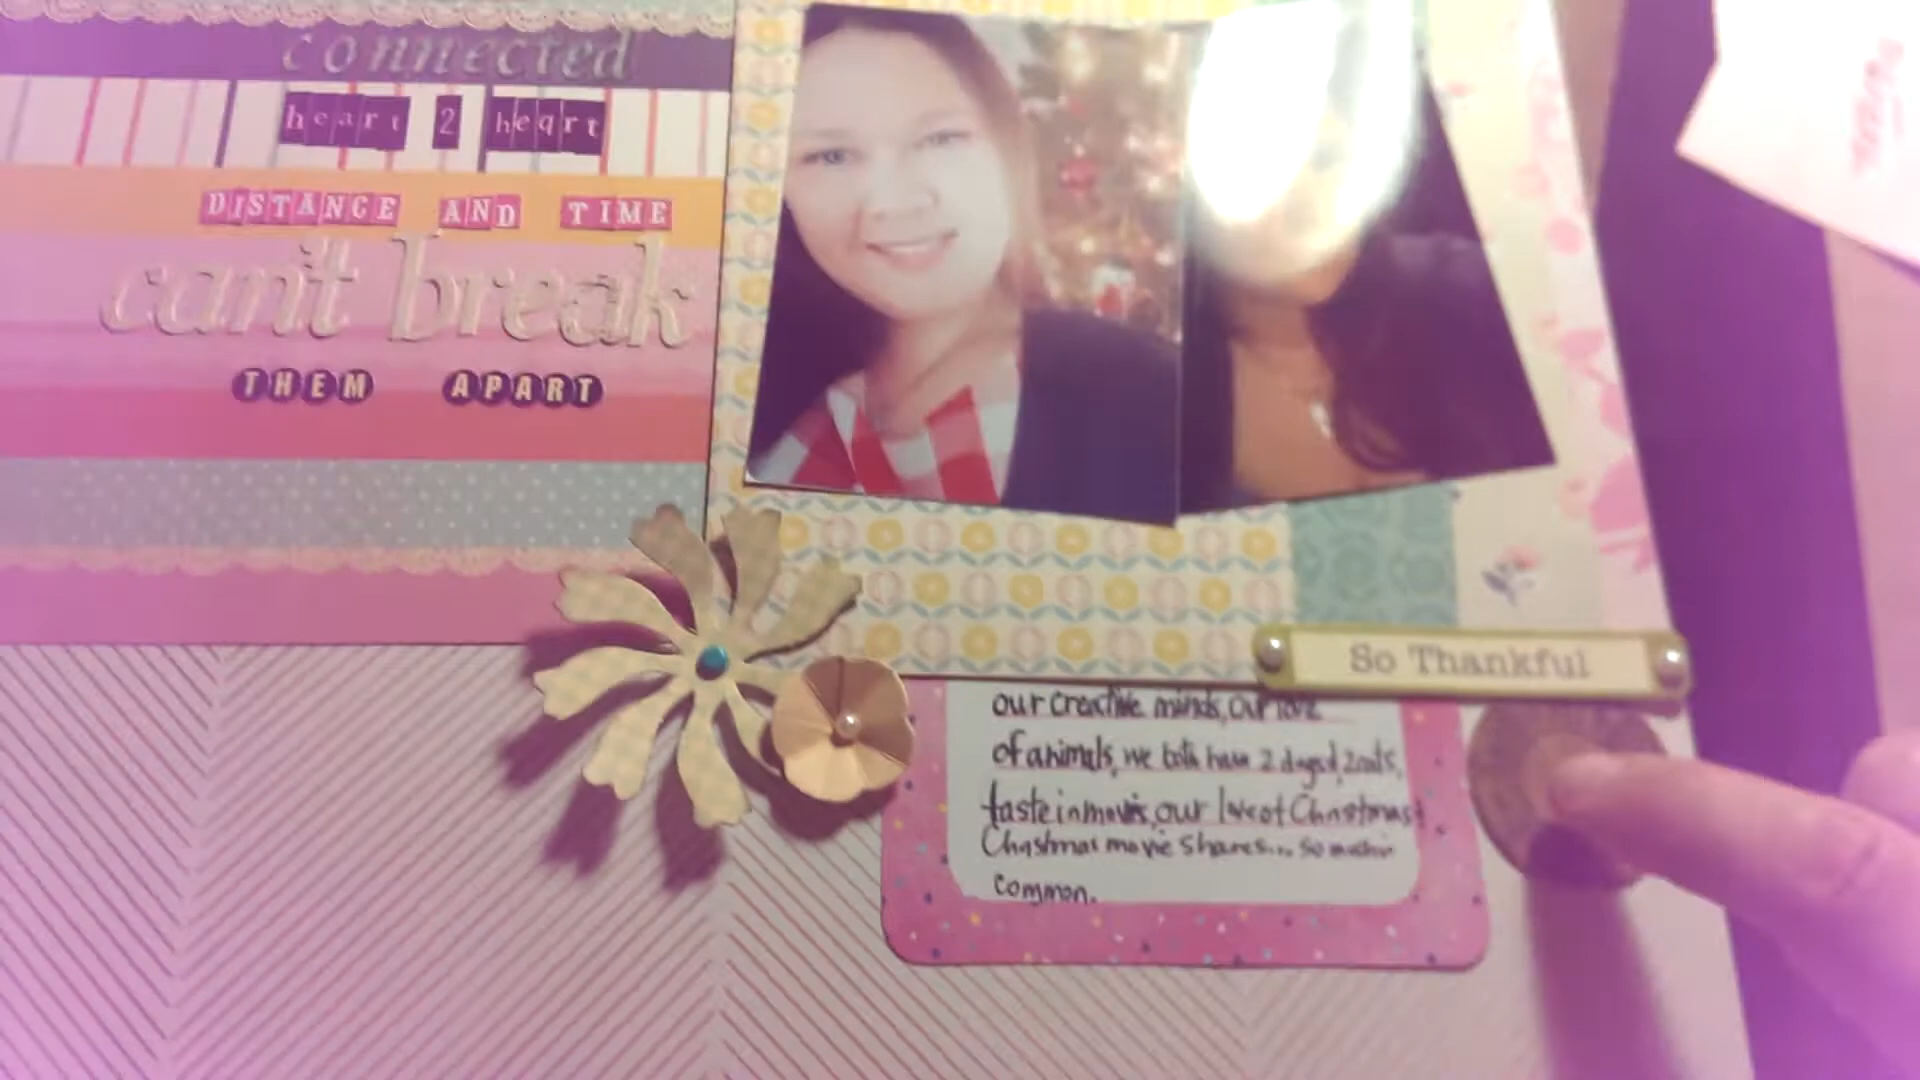 connected
heart 2 heart
DISTANCE AND TIME
can't break
THEM APART
So Thankful
our creative minds, our love
of animals, we both have 2 dogs, 2 cats,
taste in movies, our love of Christmas &
Christmas movie shares... so much in
common.